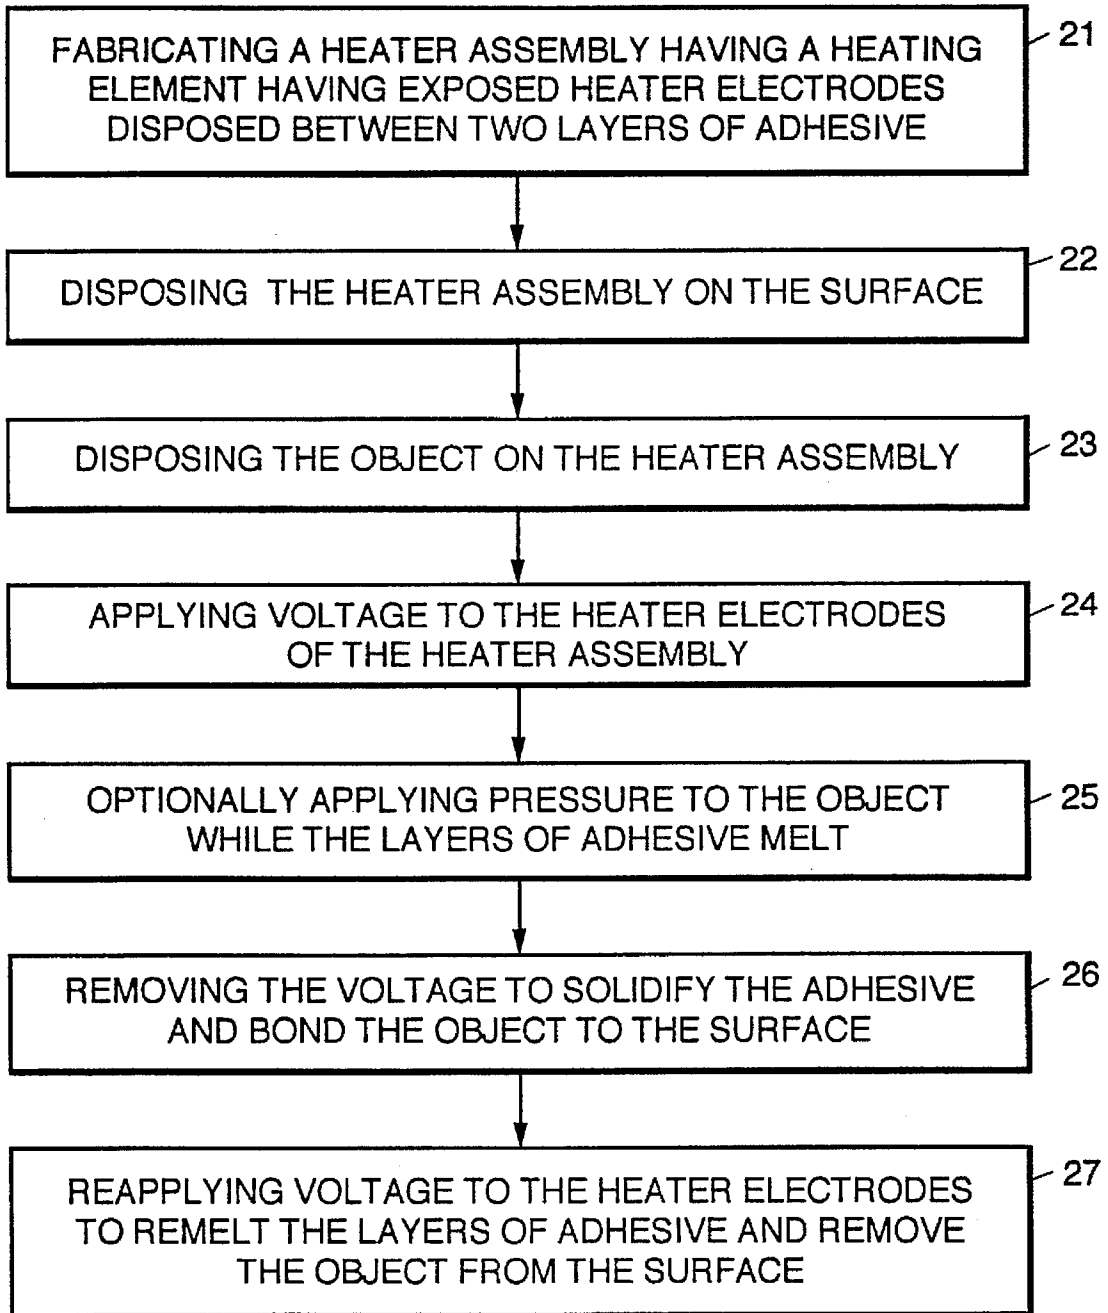 FABRICATING A HEATER ASSEMBLY HAVING A HEATING
ELEMENT HAVING EXPOSED HEATER ELECTRODES
DISPOSED BETWEEN TWO LAYERS OF ADHESIVE
21
DISPOSING THE HEATER ASSEMBLY ON THE SURFACE
22
DISPOSING THE OBJECT ON THE HEATER ASSEMBLY
23
APPLYING VOLTAGE TO THE HEATER ELECTRODES
OF THE HEATER ASSEMBLY
24
OPTIONALLY APPLYING PRESSURE TO THE OBJECT
WHILE THE LAYERS OF ADHESIVE MELT
25
REMOVING THE VOLTAGE TO SOLIDIFY THE ADHESIVE
AND BOND THE OBJECT TO THE SURFACE
26
REAPPLYING VOLTAGE TO THE HEATER ELECTRODES
TO REMELT THE LAYERS OF ADHESIVE AND REMOVE
THE OBJECT FROM THE SURFACE
27